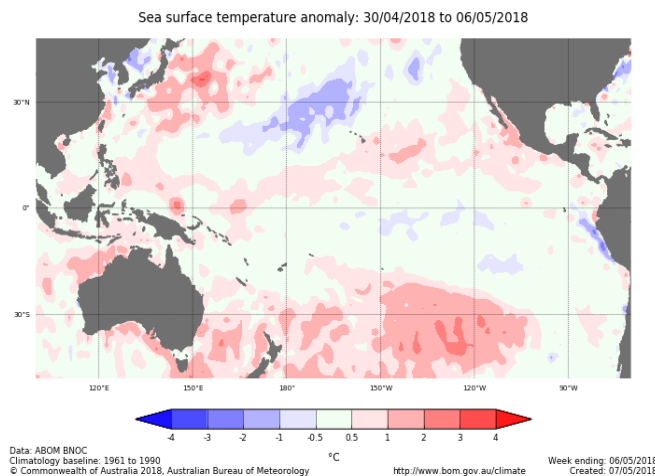 Sea surface temperature anomaly: 30/04/2018 to 06/05/2018
30°N
0°
30°S
120°E 150°E 180° 150°W 120°W 90°W
-4 -3 -2 -1 -0.5 0.5 1 2 3 4
°C
Data: ABOM BNOC
Climatology baseline: 1961 to 1990 Week ending: 06/05/2018
© Commonwealth of Australia 2018, Australian Bureau of Meteorology http://www.bom.gov.au/climate Created: 07/05/2018